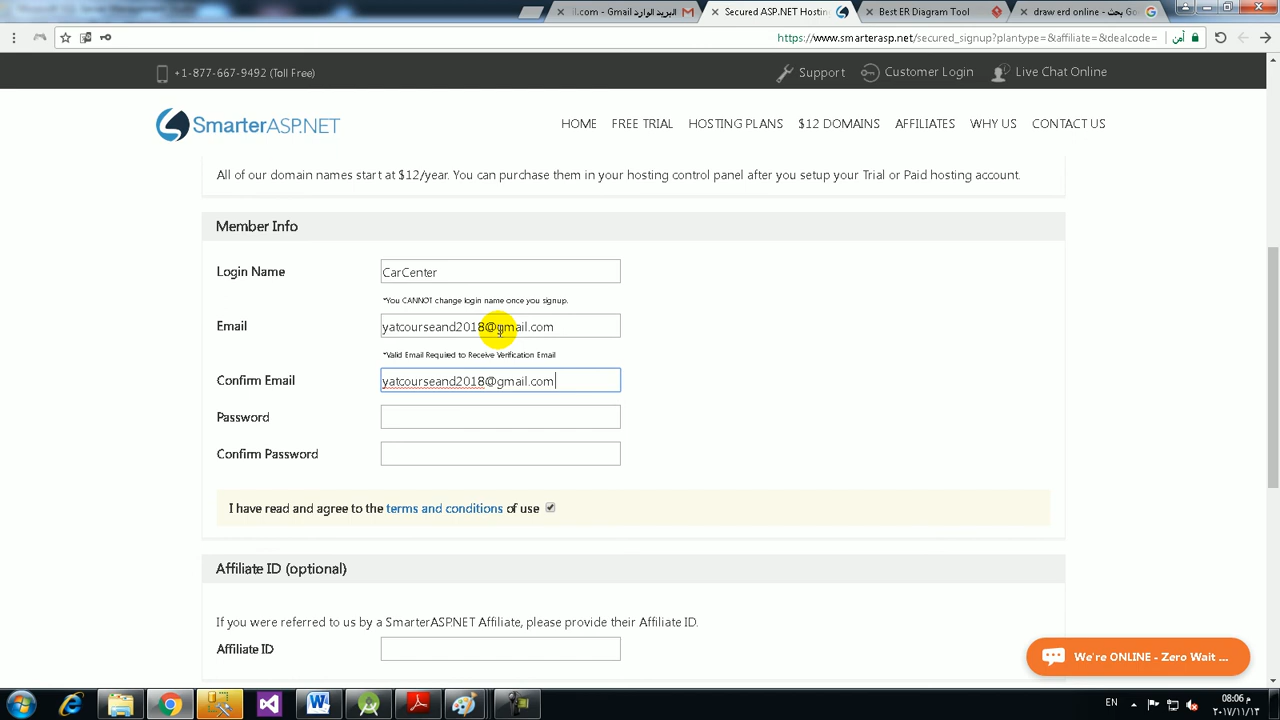 il.com - Gmail البريد الوارد
Secured ASP.NET Hosting
Best ER Diagram Tool
draw erd online - بحث Go
https://www.smarterasp.net/secured_signup?plantype=&affiliate=&dealcode=
آمن
+1-877-667-9492 (Toll Free)
Support
Customer Login
Live Chat Online
SmarterASP.NET
HOME
FREE TRIAL
HOSTING PLANS
$12 DOMAINS
AFFILIATES
WHY US
CONTACT US
All of our domain names start at $12/year. You can purchase them in your hosting control panel after you setup your Trial or Paid hosting account.
Member Info
Login Name
CarCenter
*You CANNOT change login name once you signup.
Email
yatcourseand2018@gmail.com
*Valid Email Required to Receive Verification Email
Confirm Email
yatcourseand2018@gmail.com
Password
Confirm Password
I have read and agree to the terms and conditions of use
Affiliate ID (optional)
If you were referred to us by a SmarterASP.NET Affiliate, please provide their Affiliate ID.
Affiliate ID
We're ONLINE - Zero Wait ...
EN
08:06 م
٢٠١٧/١١/١٣